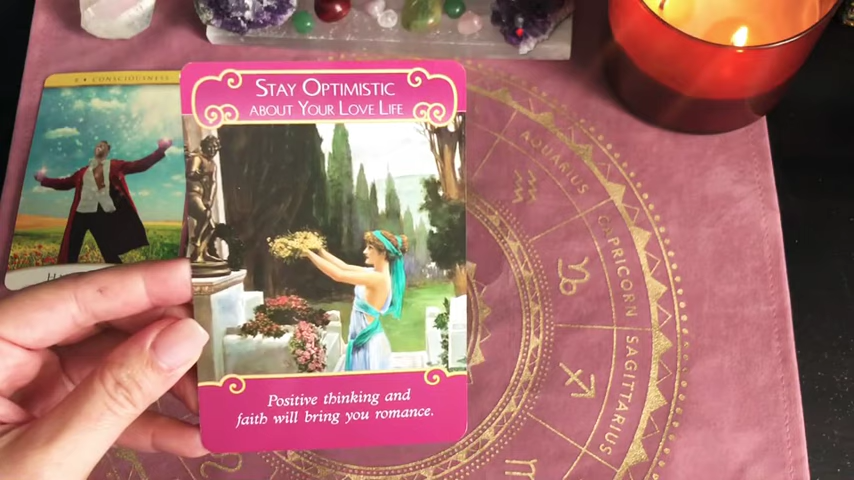 CONSCIOUSNESS
STAY OPTIMISTIC
ABOUT YOUR LOVE LIFE
Positive thinking and
faith will bring you romance.
AQUARIUS
CAPRICORN
SAGITTARIUS